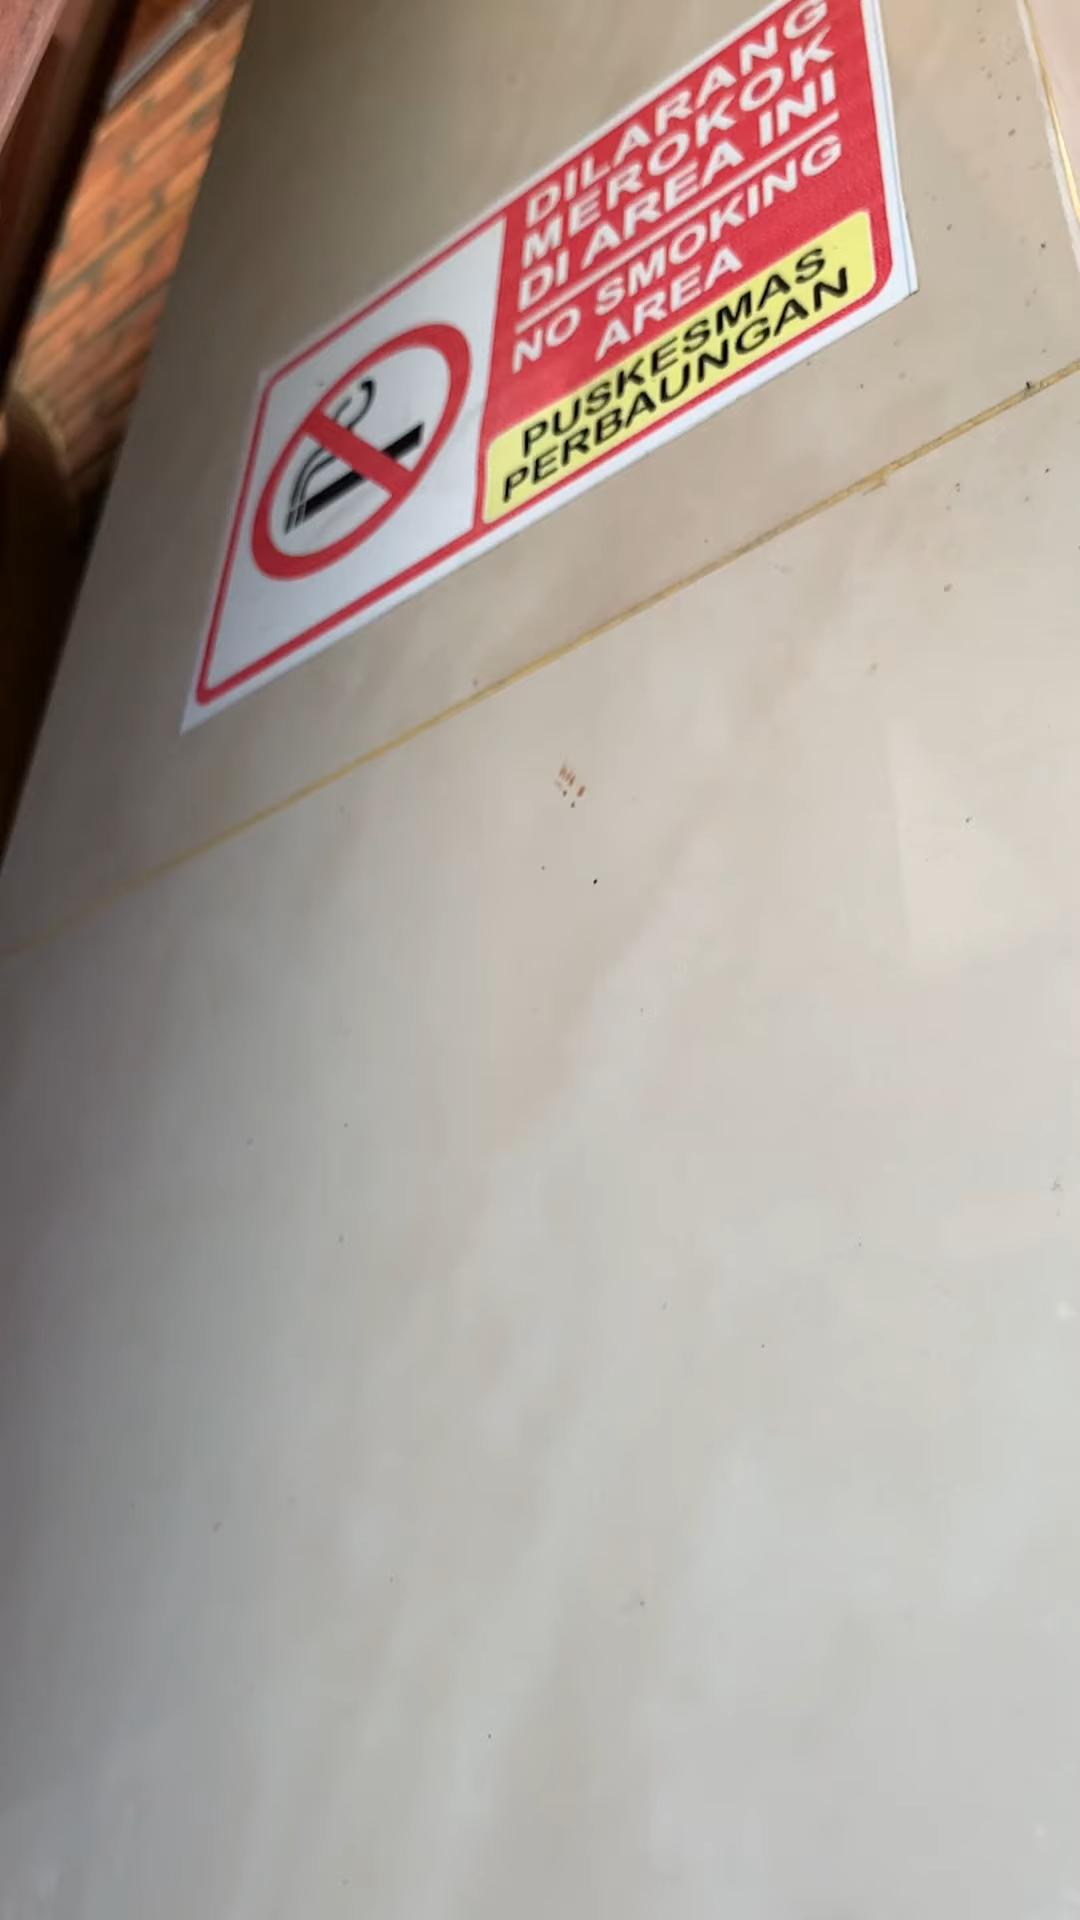 DILARANG
MEROKOK
DI AREA INI
NO SMOKING
AREA
PUSKESMAS
PERBAUNGAN